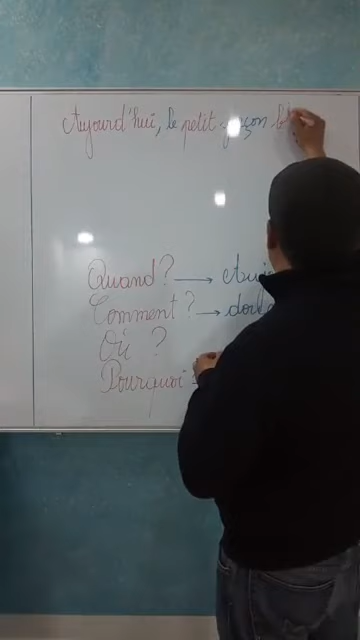 Aujourd'hui, le petit garçon
Quand ? →
Comment ? →
Où ?
Pourquoi